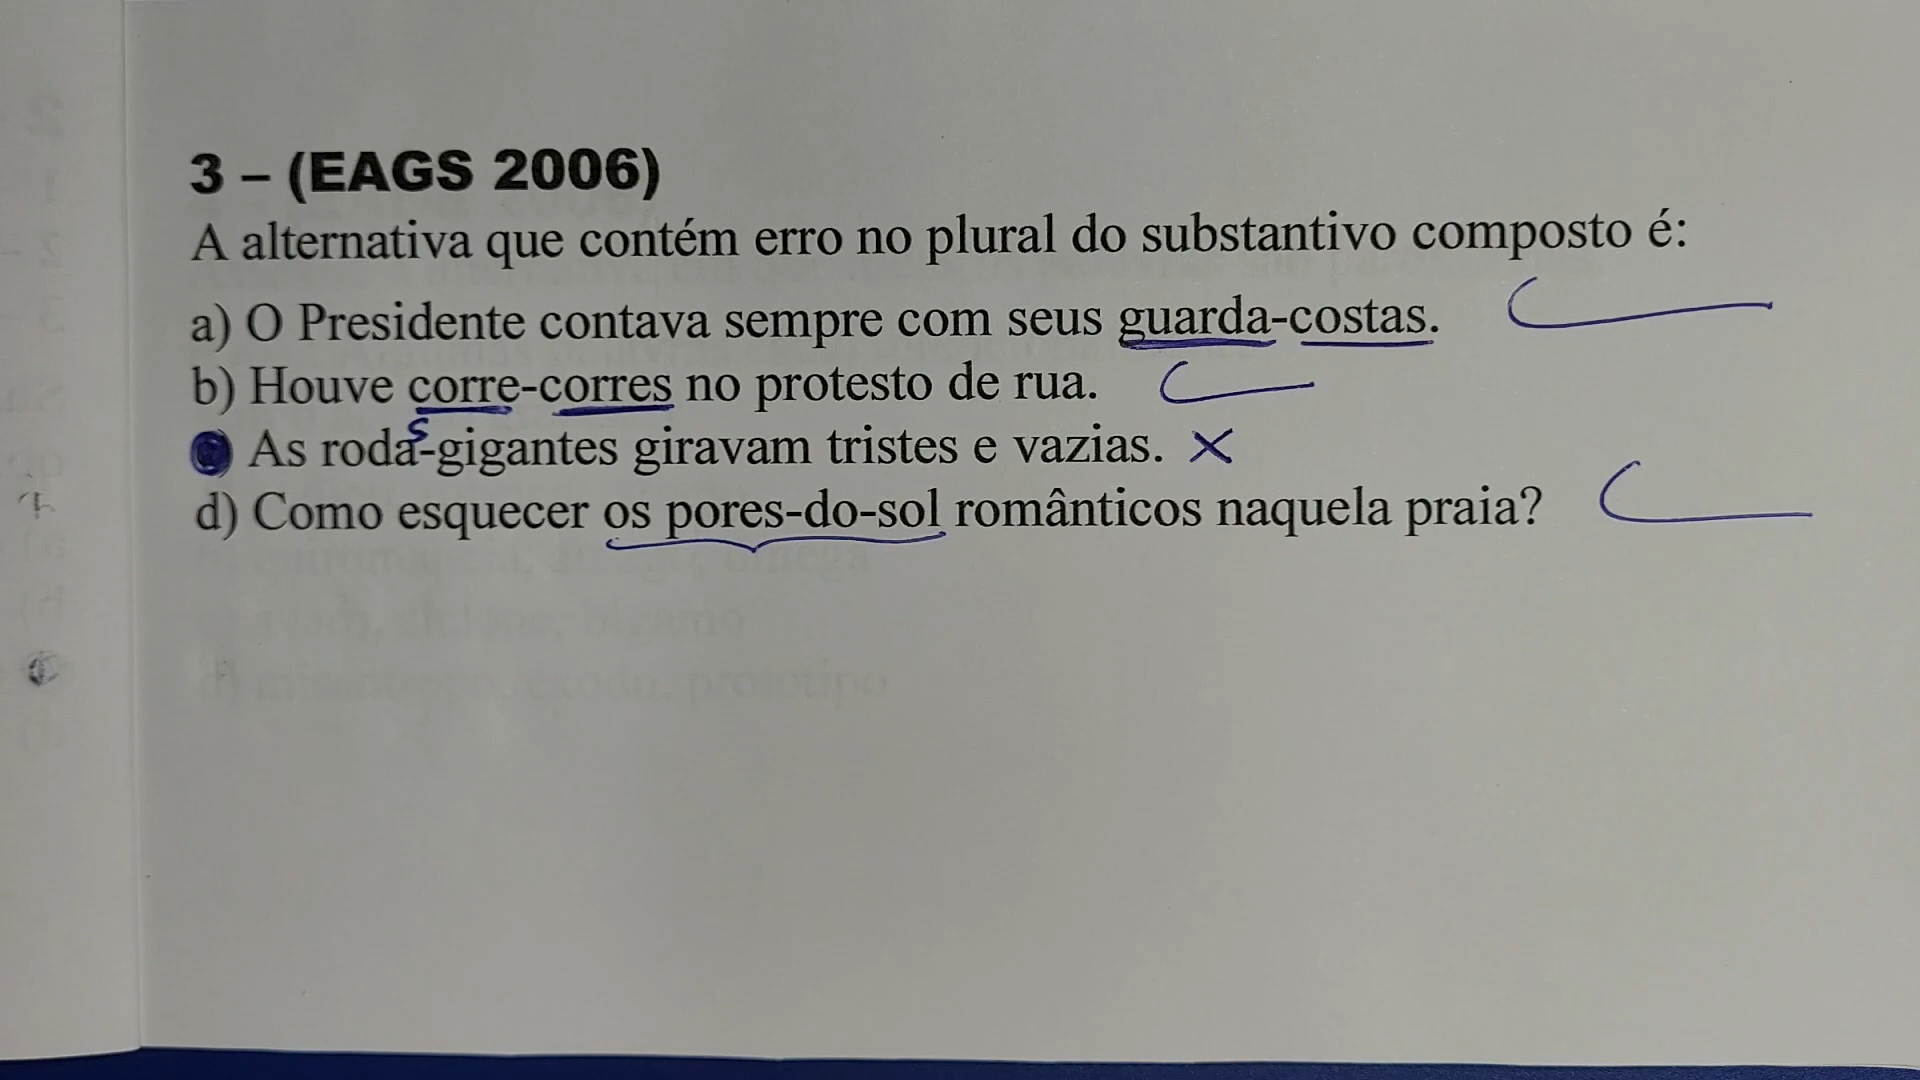 3 – (EAGS 2006)
A alternativa que contém erro no plural do substantivo composto é:
a) O Presidente contava sempre com seus guarda-costas. C
b) Houve corre-corres no protesto de rua. C
c) As rodas-gigantes giravam tristes e vazias. X
d) Como esquecer os pores-do-sol românticos naquela praia? C